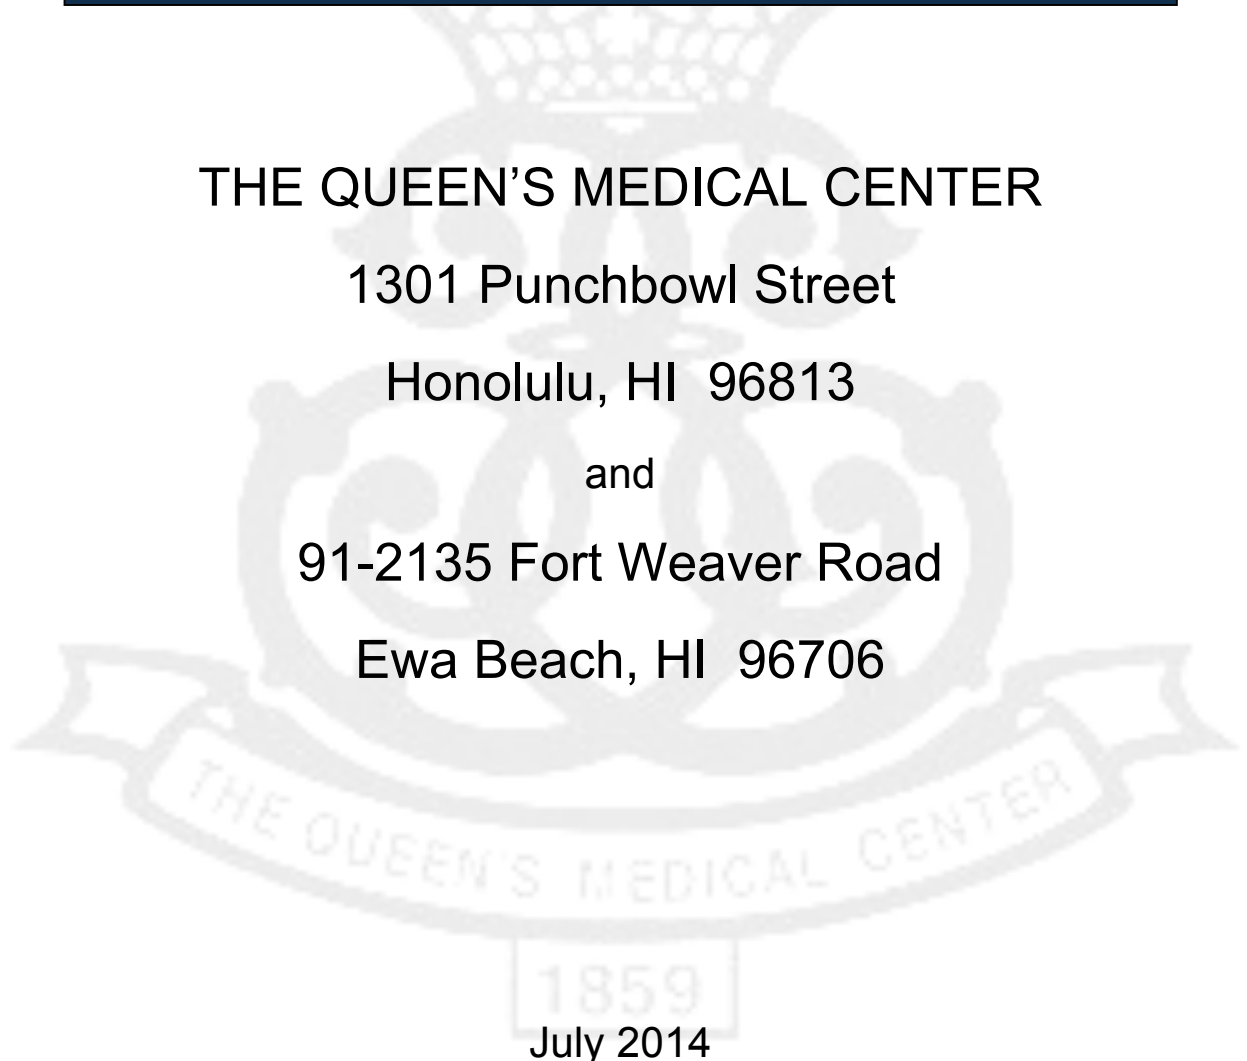 THE QUEEN’S MEDICAL CENTER
1301 Punchbowl Street
Honolulu, HI  96813
and
91-2135 Fort Weaver Road
Ewa Beach, HI  96706
THE QUEEN'S MEDICAL CENTER
1859
July 2014